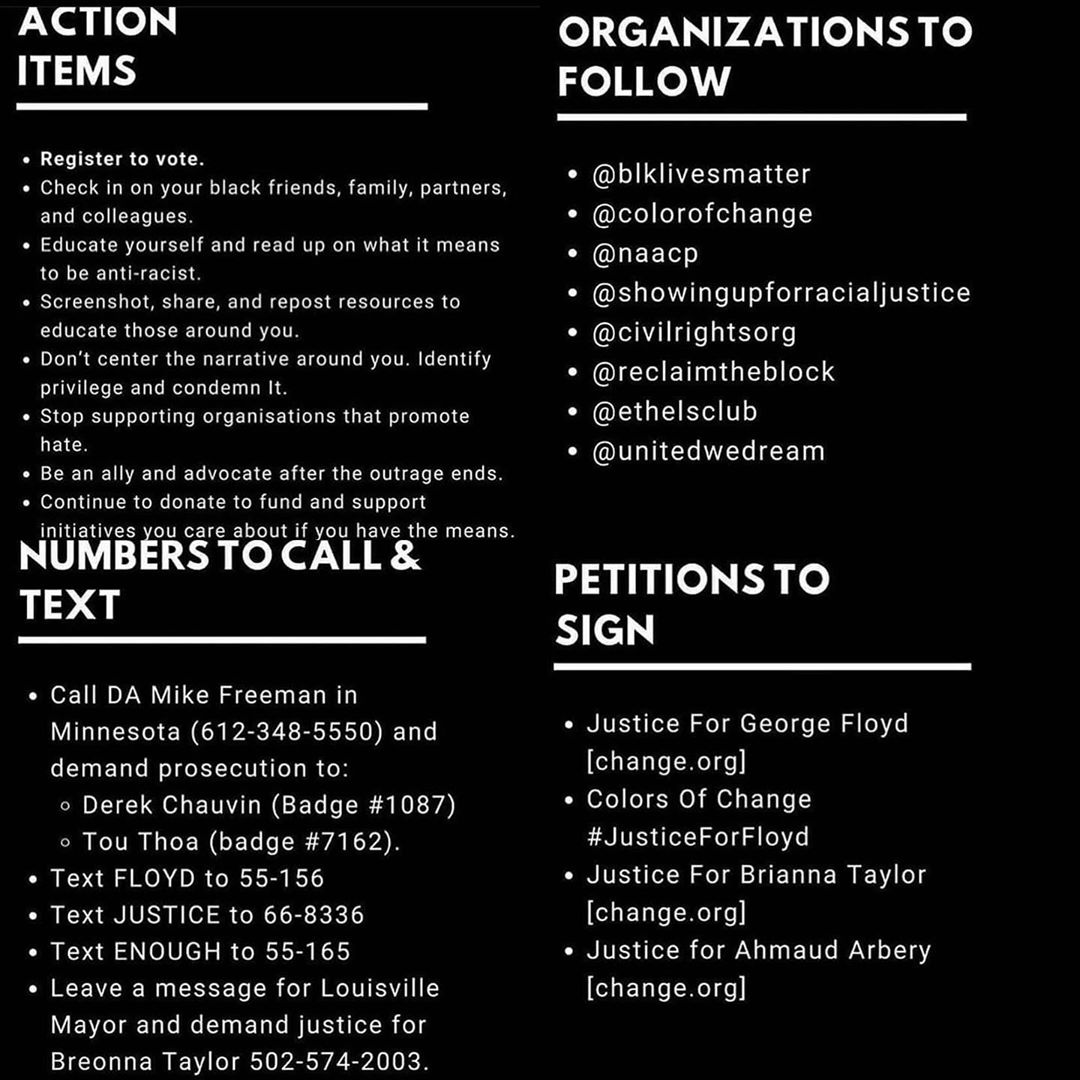 ACTION
ITEMS
• Register to vote.
• Check in on your black friends, family, partners,
and colleagues.
• Educate yourself and read up on what it means
to be anti-racist.
• Screenshot, share, and repost resources to
educate those around you.
• Don’t center the narrative around you. Identify
privilege and condemn It.
• Stop supporting organisations that promote
hate.
• Be an ally and advocate after the outrage ends.
• Continue to donate to fund and support
initiatives you care about if you have the means.
ORGANIZATIONS TO
FOLLOW
• @blklivesmatter
• @colorofchange
• @naacp
• @showingupforracialjustice
• @civilrightsorg
• @reclaimtheblock
• @ethelsclub
• @unitedwedream
NUMBERS TO CALL &
TEXT
• Call DA Mike Freeman in
Minnesota (612-348-5550) and
demand prosecution to:
◦ Derek Chauvin (Badge #1087)
◦ Tou Thoa (badge #7162).
• Text FLOYD to 55-156
• Text JUSTICE to 66-8336
• Text ENOUGH to 55-165
• Leave a message for Louisville
Mayor and demand justice for
Breonna Taylor 502-574-2003.
PETITIONS TO
SIGN
• Justice For George Floyd
[change.org]
• Colors Of Change
#JusticeForFloyd
• Justice For Brianna Taylor
[change.org]
• Justice for Ahmaud Arbery
[change.org]